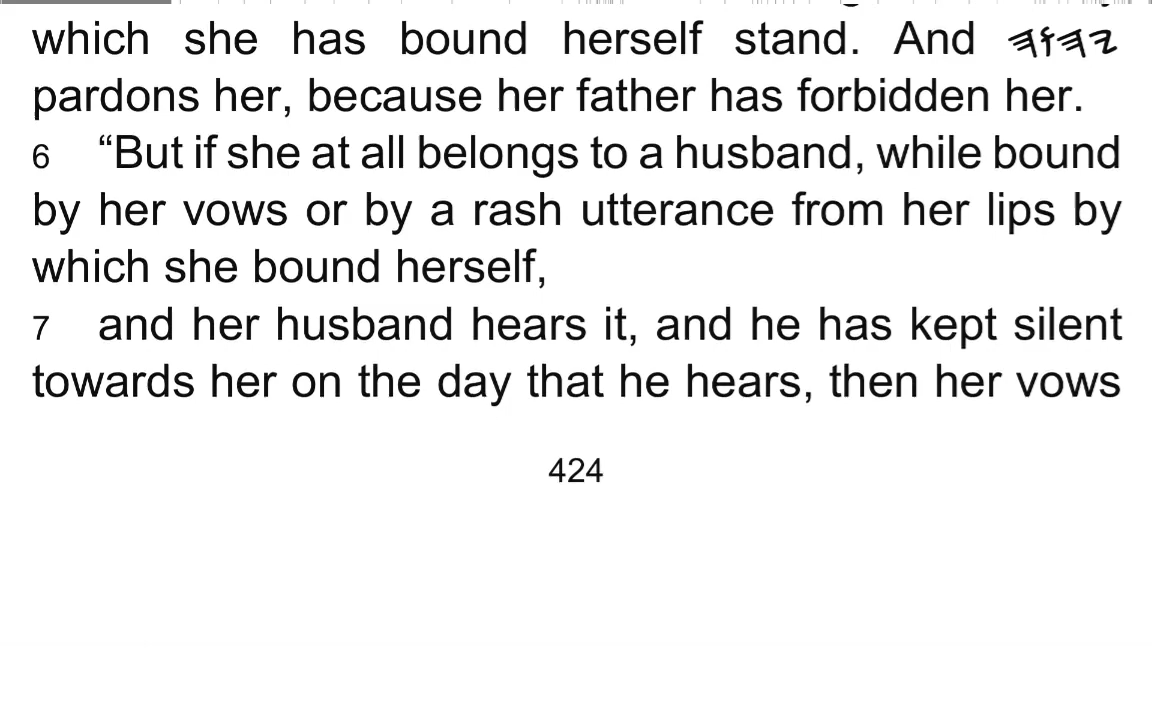 which she has bound herself stand. And 𐤉𐤄𐤅𐤄
pardons her, because her father has forbidden her.
6 “But if she at all belongs to a husband, while bound
by her vows or by a rash utterance from her lips by
which she bound herself,
7 and her husband hears it, and he has kept silent
towards her on the day that he hears, then her vows
424